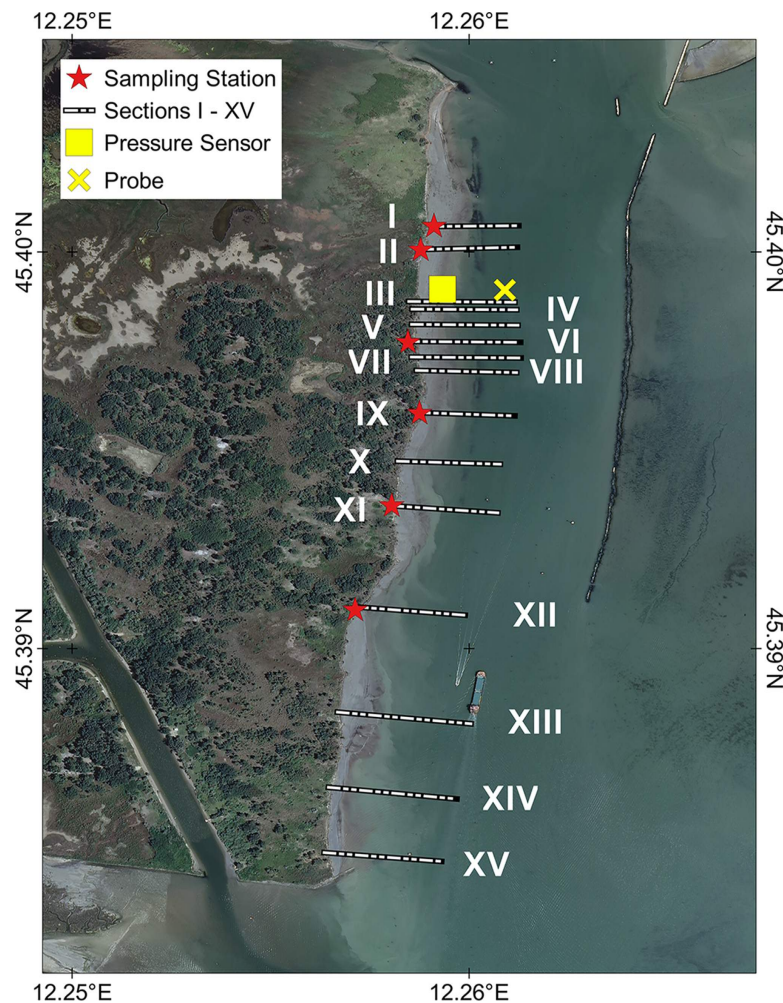 12.25°E 12.26°E
Sampling Station
Sections I - XV
Pressure Sensor
Probe
45.40°N 45.40°N
I
II
III
IV
V
VI
VII
VIII
IX
X
XI
XII
45.39°N 45.39°N
XIII
XIV
XV
12.25°E 12.26°E